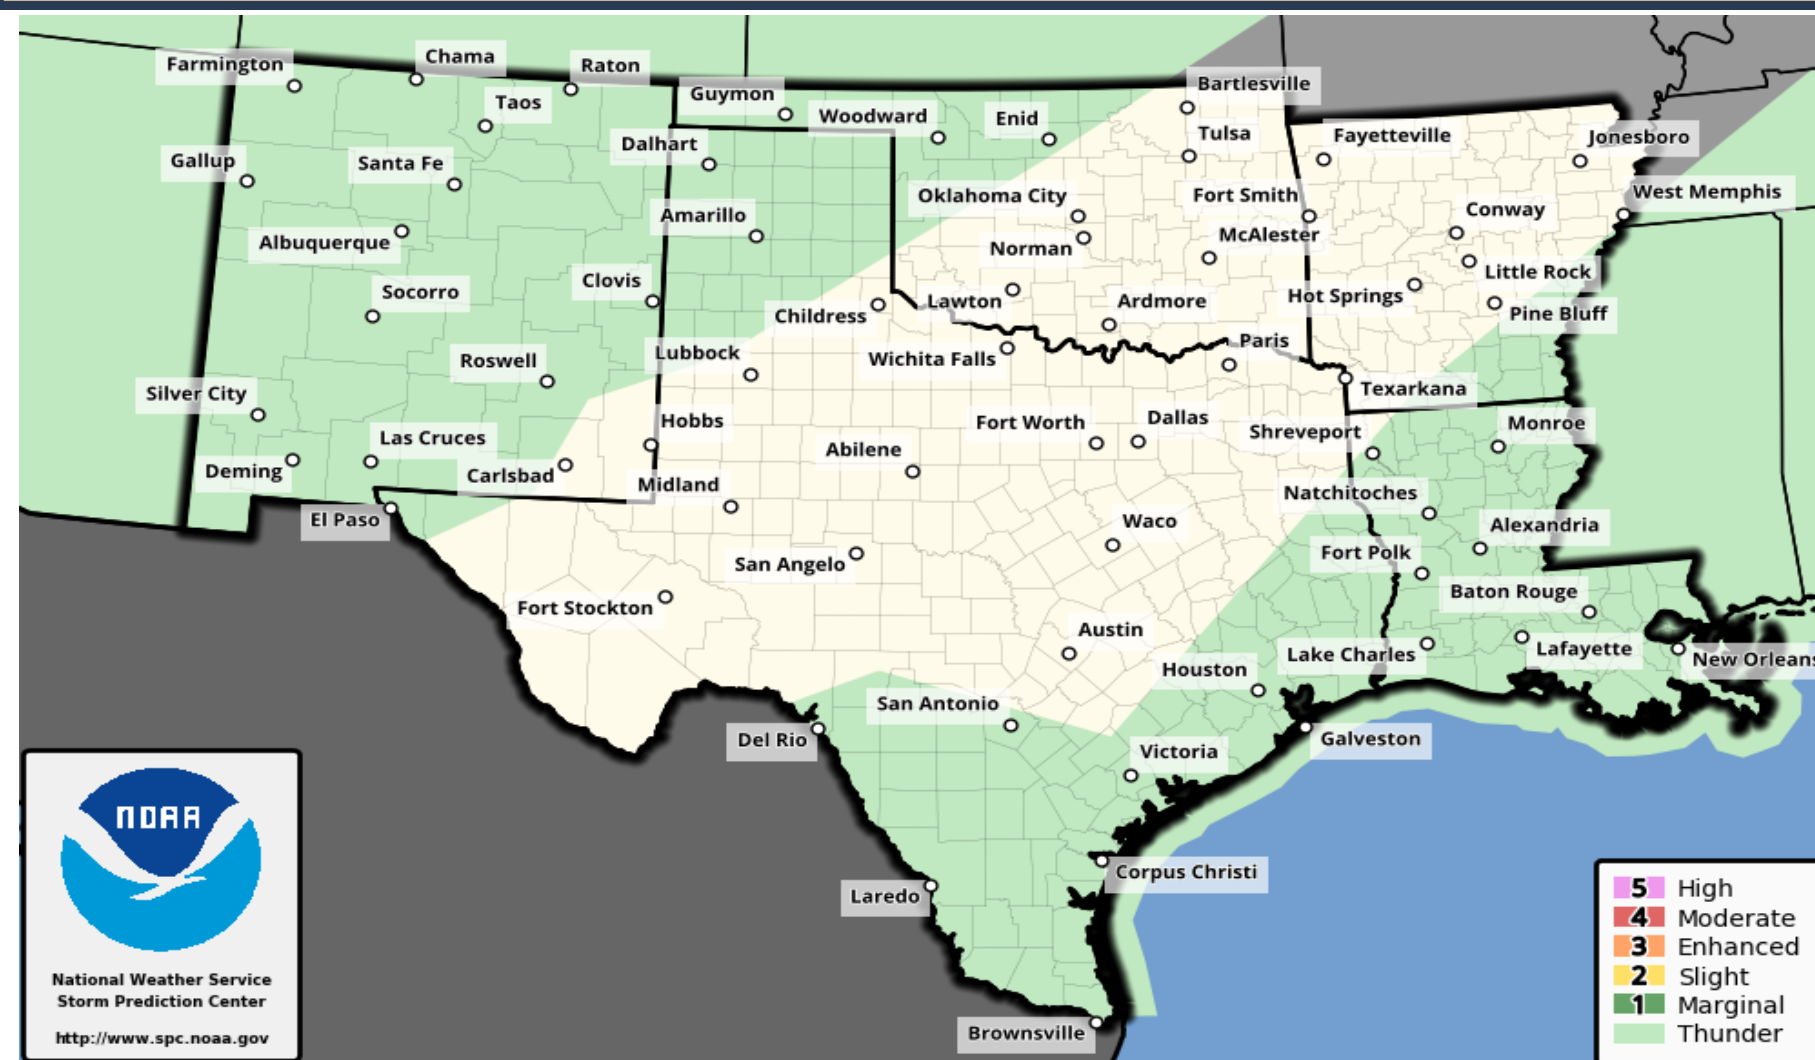 Farmington
Chama
Raton
Taos
Guymon
Woodward
Enid
Bartlesville
Tulsa
Fayetteville
Jonesboro
Gallup
Santa Fe
Dalhart
Oklahoma City
Fort Smith
Conway
West Memphis
Albuquerque
Amarillo
Norman
McAlester
Little Rock
Socorro
Clovis
Childress
Lawton
Ardmore
Hot Springs
Pine Bluff
Roswell
Lubbock
Wichita Falls
Paris
Texarkana
Silver City
Las Cruces
Hobbs
Abilene
Fort Worth
Dallas
Shreveport
Monroe
Deming
Carlsbad
Midland
Natchitoches
El Paso
San Angelo
Waco
Fort Polk
Alexandria
Fort Stockton
Austin
Baton Rouge
Houston
Lake Charles
Lafayette
New Orleans
San Antonio
Del Rio
Victoria
Galveston
Corpus Christi
Laredo
Brownsville
NOAA
National Weather Service
Storm Prediction Center
http://www.spc.noaa.gov
5 High
4 Moderate
3 Enhanced
2 Slight
1 Marginal
Thunder